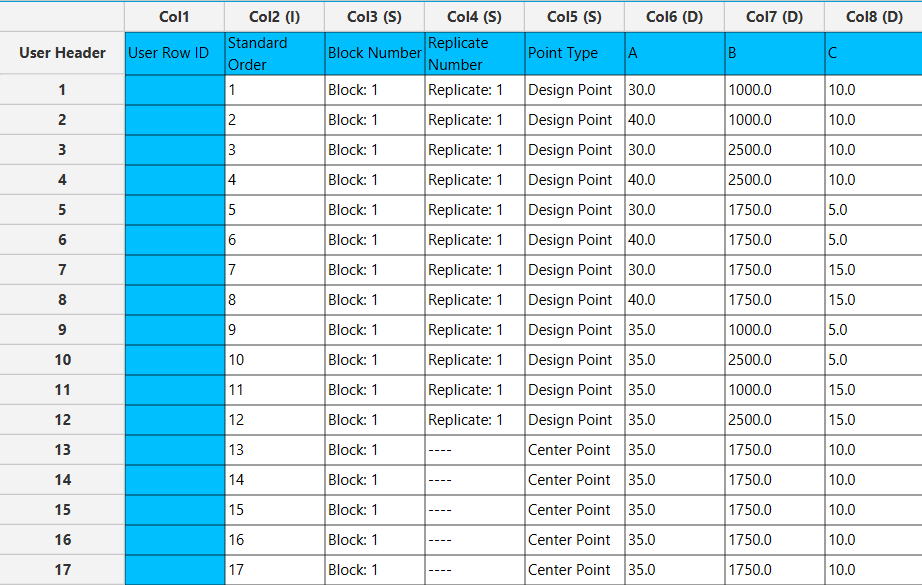 Col1 Col2 (I) Col3 (S) Col4 (S) Col5 (S) Col6 (D) Col7 (D) Col8 (D)
User Header User Row ID Standard Order Block Number Replicate Number Point Type A B C
1 1 Block: 1 Replicate: 1 Design Point 30.0 1000.0 10.0
2 2 Block: 1 Replicate: 1 Design Point 40.0 1000.0 10.0
3 3 Block: 1 Replicate: 1 Design Point 30.0 2500.0 10.0
4 4 Block: 1 Replicate: 1 Design Point 40.0 2500.0 10.0
5 5 Block: 1 Replicate: 1 Design Point 30.0 1750.0 5.0
6 6 Block: 1 Replicate: 1 Design Point 40.0 1750.0 5.0
7 7 Block: 1 Replicate: 1 Design Point 30.0 1750.0 15.0
8 8 Block: 1 Replicate: 1 Design Point 40.0 1750.0 15.0
9 9 Block: 1 Replicate: 1 Design Point 35.0 1000.0 5.0
10 10 Block: 1 Replicate: 1 Design Point 35.0 2500.0 5.0
11 11 Block: 1 Replicate: 1 Design Point 35.0 1000.0 15.0
12 12 Block: 1 Replicate: 1 Design Point 35.0 2500.0 15.0
13 13 Block: 1 ---- Center Point 35.0 1750.0 10.0
14 14 Block: 1 ---- Center Point 35.0 1750.0 10.0
15 15 Block: 1 ---- Center Point 35.0 1750.0 10.0
16 16 Block: 1 ---- Center Point 35.0 1750.0 10.0
17 17 Block: 1 ---- Center Point 35.0 1750.0 10.0